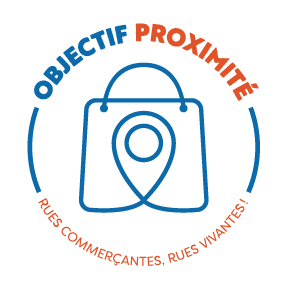 OBJECTIF PROXIMITÉ
RUES COMMERÇANTES, RUES VIVANTES !